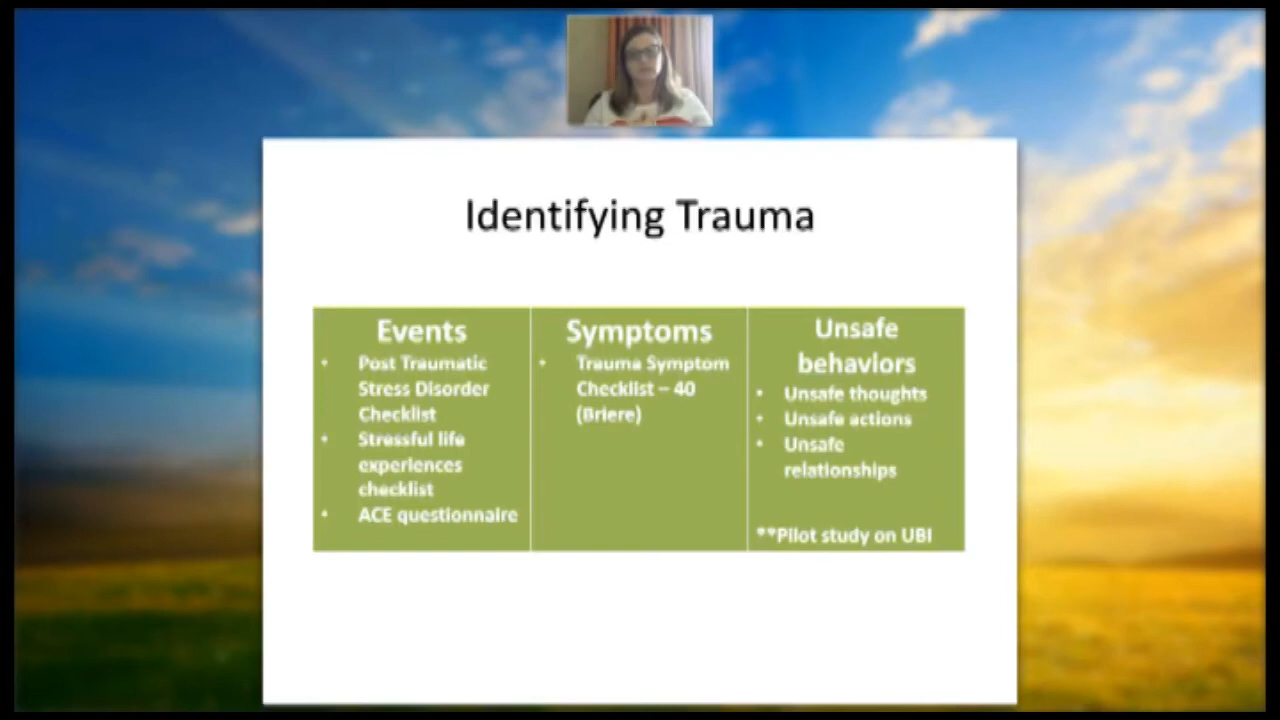 Identifying Trauma
Events
• Post Traumatic
Stress Disorder
Checklist
• Stressful life
experiences
checklist
• ACE questionnaire
Symptoms
• Trauma Symptom
Checklist – 40
(Briere)
Unsafe
behaviors
• Unsafe thoughts
• Unsafe actions
• Unsafe
relationships
**Pilot study on UBI